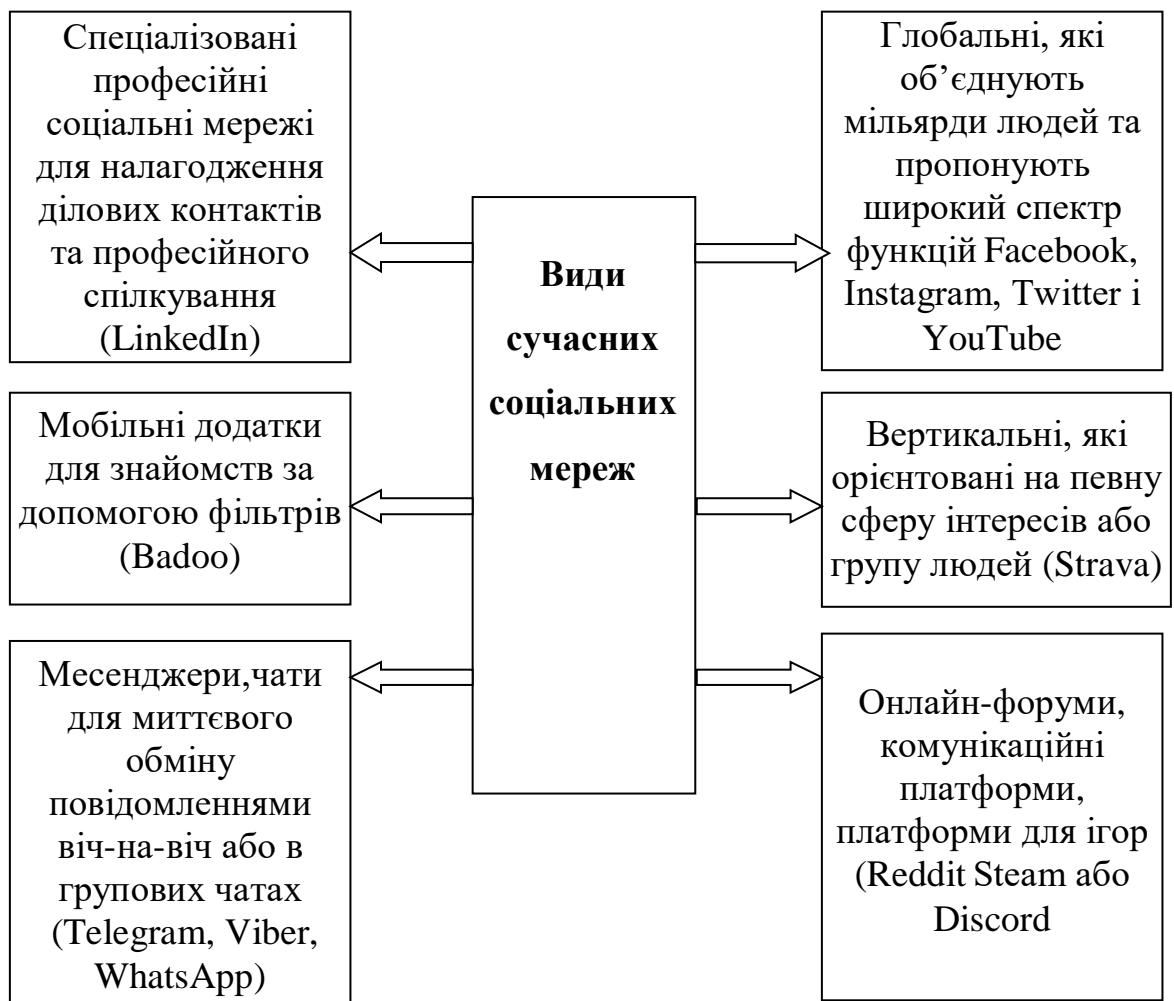 Спеціалізовані
професійні
соціальні мережі
для налагодження
ділових контактів
та професійного
спілкування
(LinkedIn)
Мобільні додатки
для знайомств за
допомогою фільтрів
(Badoo)
Месенджери,чати
для миттєвого
обміну
повідомленнями
віч-на-віч або в
групових чатах
(Telegram, Viber,
WhatsApp)
Види
сучасних
соціальних
мереж
Глобальні, які
об’єднують
мільярди людей та
пропонують
широкий спектр
функцій Facebook,
Instagram, Twitter і
YouTube
Вертикальні, які
орієнтовані на певну
сферу інтересів або
групу людей (Strava)
Онлайн-форуми,
комунікаційні
платформи,
платформи для ігор
(Reddit Steam або
Discord